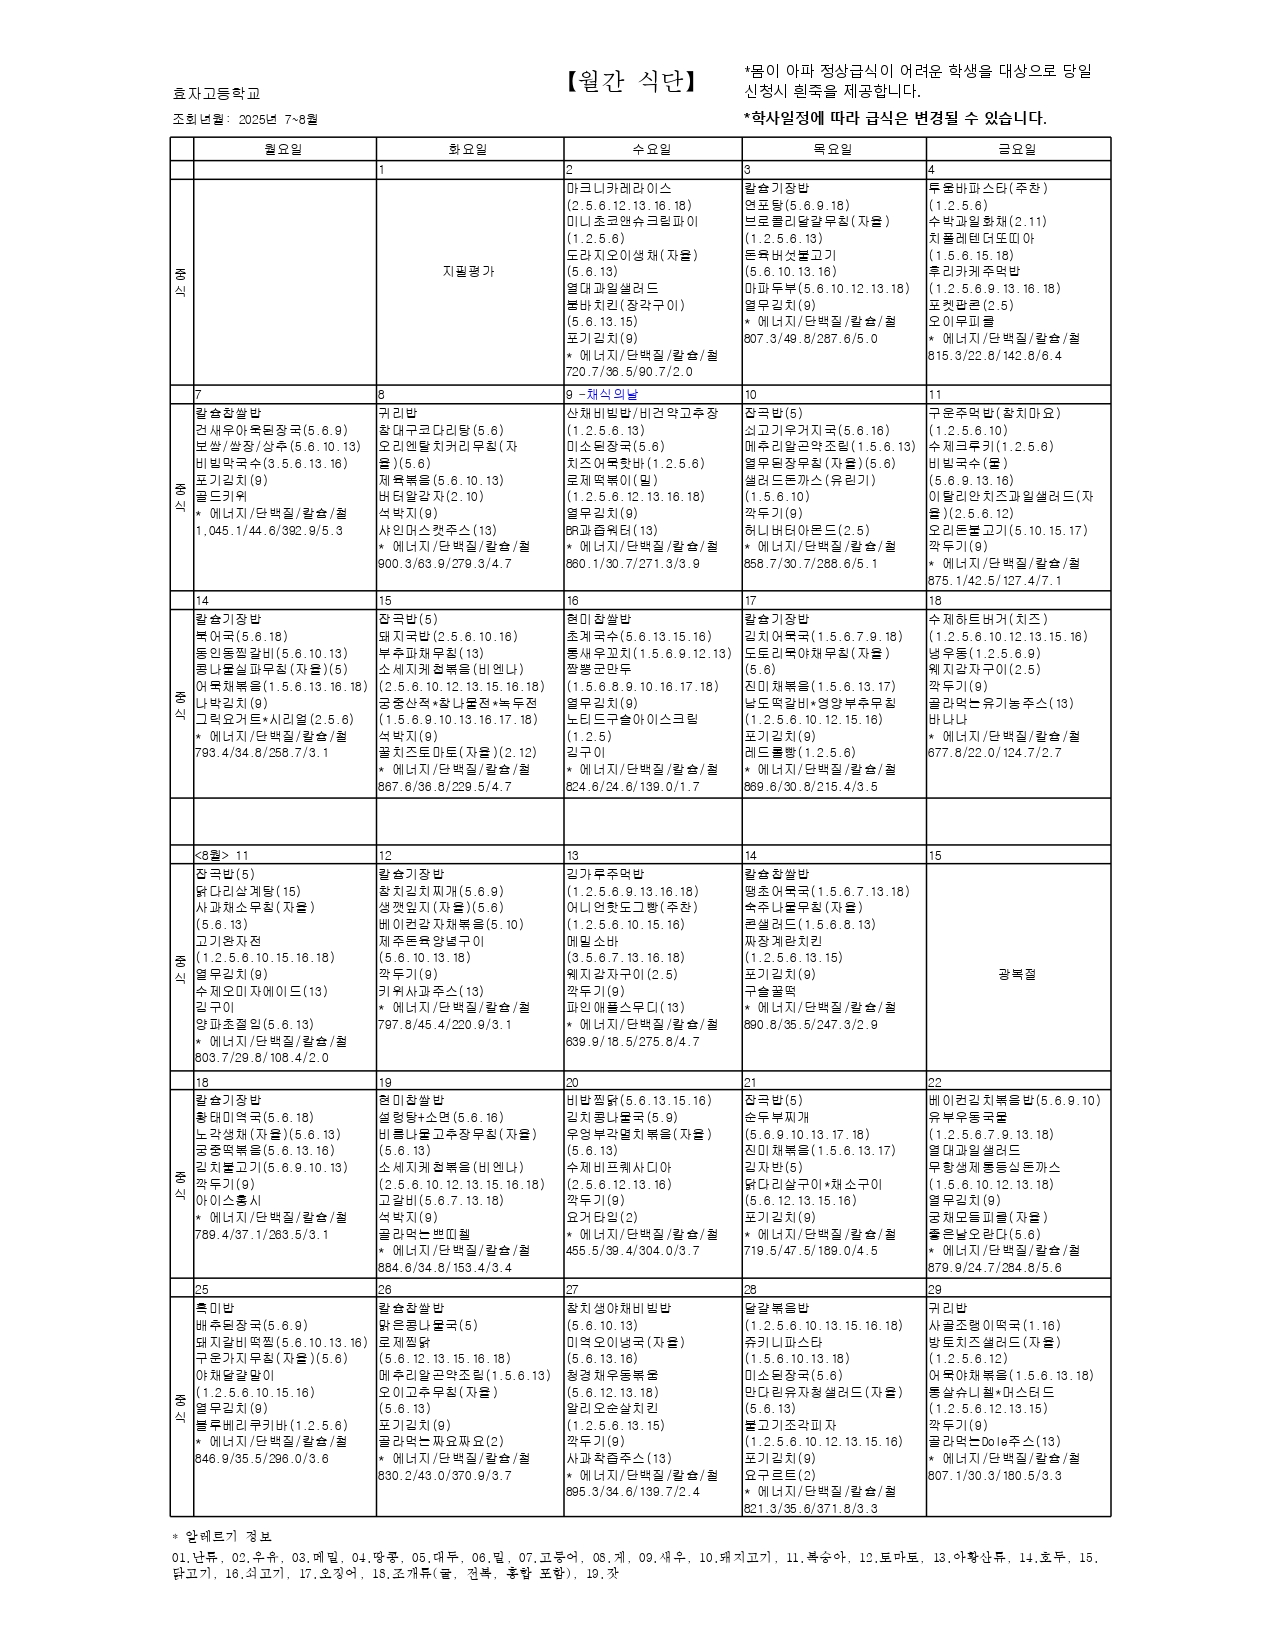 【월간 식단】
*몸이 아파 정상급식이 어려운 학생을 대상으로 당일
신청시 흰죽을 제공합니다.
효자고등학교
조회년월: 2025년 7~8월
*학사일정에 따라 급식은 변경될 수 있습니다.
월요일
화요일
수요일
목요일
금요일
1
2
3
4
중
식
지필평가
마크니카레라이스
(2.5.6.12.13.16.18)
미니초코앤슈크림파이
(1.2.5.6)
도라지오이생채(자율)
(5.6.13)
열대과일샐러드
붐바치킨(장각구이)
(5.6.13.15)
포기김치(9)
* 에너지/단백질/칼슘/철
720.7/36.5/90.7/2.0
칼슘기장밥
연포탕(5.6.9.18)
브로콜리달걀무침(자율)
(1.2.5.6.13)
돈육버섯불고기
(5.6.10.13.16)
마파두부(5.6.10.12.13.18)
열무김치(9)
* 에너지/단백질/칼슘/철
807.3/49.8/287.6/5.0
투움바파스타(주찬)
(1.2.5.6)
수박과일화채(2.11)
치폴레텐더또띠아
(1.5.6.15.18)
후리카케주먹밥
(1.2.5.6.9.13.16.18)
포켓팝콘(2.5)
오이무피클
* 에너지/단백질/칼슘/철
815.3/22.8/142.8/6.4
7
8
9 -채식의날
10
11
중
식
칼슘찹쌀밥
건새우아욱된장국(5.6.9)
보쌈/쌈장/상추(5.6.10.13)
비빔막국수(3.5.6.13.16)
포기김치(9)
골드키위
* 에너지/단백질/칼슘/철
1,045.1/44.6/392.9/5.3
귀리밥
참대구코다리탕(5.6)
오리엔탈치커리무침(자
율)(5.6)
제육볶음(5.6.10.13)
버터알감자(2.10)
석박지(9)
샤인머스캣주스(13)
* 에너지/단백질/칼슘/철
900.3/63.9/279.3/4.7
산채비빔밥/비건약고추장
(1.2.5.6.13)
미소된장국(5.6)
치즈어묵핫바(1.2.5.6)
로제떡볶이(밀)
(1.2.5.6.12.13.16.18)
열무김치(9)
BR과즙워터(13)
* 에너지/단백질/칼슘/철
860.1/30.7/271.3/3.9
잡곡밥(5)
쇠고기우거지국(5.6.16)
메추리알곤약조림(1.5.6.13)
열무된장무침(자율)(5.6)
샐러드돈까스(유린기)
(1.5.6.10)
깍두기(9)
허니버터아몬드(2.5)
* 에너지/단백질/칼슘/철
858.7/30.7/288.6/5.1
구운주먹밥(참치마요)
(1.2.5.6.10)
수제크루키(1.2.5.6)
비빔국수(물)
(5.6.9.13.16)
이탈리안치즈과일샐러드(자
율)(2.5.6.12)
오리돈불고기(5.10.15.17)
깍두기(9)
* 에너지/단백질/칼슘/철
875.1/42.5/127.4/7.1
14
15
16
17
18
중
식
칼슘기장밥
북어국(5.6.18)
동인동찜갈비(5.6.10.13)
콩나물실파무침(자율)(5)
어묵채볶음(1.5.6.13.16.18)
나박김치(9)
그릭요거트*시리얼(2.5.6)
* 에너지/단백질/칼슘/철
793.4/34.8/258.7/3.1
잡곡밥(5)
돼지국밥(2.5.6.10.16)
부추파채무침(13)
소세지케첩볶음(비엔나)
(2.5.6.10.12.13.15.16.18)
궁중산적*참나물전*녹두전
(1.5.6.9.10.13.16.17.18)
석박지(9)
꿀치즈토마토(자율)(2.12)
* 에너지/단백질/칼슘/철
867.6/36.8/229.5/4.7
현미찹쌀밥
초계국수(5.6.13.15.16)
통새우꼬치(1.5.6.9.12.13)
짬뽕군만두
(1.5.6.8.9.10.16.17.18)
열무김치(9)
노티드구슬아이스크림
(1.2.5)
김구이
* 에너지/단백질/칼슘/철
824.6/24.6/139.0/1.7
칼슘기장밥
김치어묵국(1.5.6.7.9.18)
도토리묵야채무침(자율)
(5.6)
진미채볶음(1.5.6.13.17)
남도떡갈비*영양부추무침
(1.2.5.6.10.12.15.16)
포기김치(9)
레드롤빵(1.2.5.6)
* 에너지/단백질/칼슘/철
869.6/30.8/215.4/3.5
수제하트버거(치즈)
(1.2.5.6.10.12.13.15.16)
냉우동(1.2.5.6.9)
웨지감자구이(2.5)
깍두기(9)
골라먹는유기농주스(13)
바나나
* 에너지/단백질/칼슘/철
677.8/22.0/124.7/2.7
<8월> 11
12
13
14
15
중
식
잡곡밥(5)
닭다리삼계탕(15)
사과채소무침(자율)
(5.6.13)
고기완자전
(1.2.5.6.10.15.16.18)
열무김치(9)
수제오미자에이드(13)
김구이
양파초절임(5.6.13)
* 에너지/단백질/칼슘/철
803.7/29.8/108.4/2.0
칼슘기장밥
참치김치찌개(5.6.9)
생깻잎지(자율)(5.6)
베이컨감자채볶음(5.10)
제주돈육양념구이
(5.6.10.13.18)
깍두기(9)
키위사과주스(13)
* 에너지/단백질/칼슘/철
797.8/45.4/220.9/3.1
김가루주먹밥
(1.2.5.6.9.13.16.18)
어니언핫도그빵(주찬)
(1.2.5.6.10.15.16)
메밀소바
(3.5.6.7.13.16.18)
웨지감자구이(2.5)
깍두기(9)
파인애플스무디(13)
* 에너지/단백질/칼슘/철
639.9/18.5/275.8/4.7
칼슘찹쌀밥
땡초어묵국(1.5.6.7.13.18)
숙주나물무침(자율)
콘샐러드(1.5.6.8.13)
짜장계란치킨
(1.2.5.6.13.15)
포기김치(9)
구슬꿀떡
* 에너지/단백질/칼슘/철
890.8/35.5/247.3/2.9
광복절
18
19
20
21
22
중
식
칼슘기장밥
황태미역국(5.6.18)
노각생채(자율)(5.6.13)
궁중떡볶음(5.6.13.16)
김치불고기(5.6.9.10.13)
깍두기(9)
아이스홍시
* 에너지/단백질/칼슘/철
789.4/37.1/263.5/3.1
현미찹쌀밥
설렁탕+소면(5.6.16)
비름나물고추장무침(자율)
(5.6.13)
소세지케첩볶음(비엔나)
(2.5.6.10.12.13.15.16.18)
고갈비(5.6.7.13.18)
석박지(9)
골라먹는쁘띠첼
* 에너지/단백질/칼슘/철
884.6/34.8/153.4/3.4
비밥찜닭(5.6.13.15.16)
김치콩나물국(5.9)
우엉부각멸치볶음(자율)
(5.6.13)
수제비프퀘사디아
(2.5.6.12.13.16)
깍두기(9)
요거타임(2)
* 에너지/단백질/칼슘/철
455.5/39.4/304.0/3.7
잡곡밥(5)
순두부찌개
(5.6.9.10.13.17.18)
진미채볶음(1.5.6.13.17)
김자반(5)
닭다리살구이*채소구이
(5.6.12.13.15.16)
포기김치(9)
* 에너지/단백질/칼슘/철
719.5/47.5/189.0/4.5
베이컨김치볶음밥(5.6.9.10)
유부우동국물
(1.2.5.6.7.9.13.18)
열대과일샐러드
무항생제통등심돈까스
(1.5.6.10.12.13.18)
열무김치(9)
궁채모듬피클(자율)
좋은날오란다(5.6)
* 에너지/단백질/칼슘/철
879.9/24.7/284.8/5.6
25
26
27
28
29
중
식
흑미밥
배추된장국(5.6.9)
돼지갈비떡찜(5.6.10.13.16)
구운가지무침(자율)(5.6)
야채달걀말이
(1.2.5.6.10.15.16)
열무김치(9)
블루베리쿠키바(1.2.5.6)
* 에너지/단백질/칼슘/철
846.9/35.5/296.0/3.6
칼슘찹쌀밥
맑은콩나물국(5)
로제찜닭
(5.6.12.13.15.16.18)
메추리알곤약조림(1.5.6.13)
오이고추무침(자율)
(5.6.13)
포기김치(9)
골라먹는짜요짜요(2)
* 에너지/단백질/칼슘/철
830.2/43.0/370.9/3.7
참치생야채비빔밥
(5.6.10.13)
미역오이냉국(자율)
(5.6.13.16)
청경채우동볶움
(5.6.12.13.18)
알리오순살치킨
(1.2.5.6.13.15)
깍두기(9)
사과착즙주스(13)
* 에너지/단백질/칼슘/철
895.3/34.6/139.7/2.4
달걀볶음밥
(1.2.5.6.10.13.15.16.18)
쥬키니파스타
(1.5.6.10.13.18)
미소된장국(5.6)
만다린유자청샐러드(자율)
(5.6.13)
불고기조각피자
(1.2.5.6.10.12.13.15.16)
포기김치(9)
요구르트(2)
* 에너지/단백질/칼슘/철
821.3/35.6/371.8/3.3
귀리밥
사골조랭이떡국(1.16)
방토치즈샐러드(자율)
(1.2.5.6.12)
어묵야채볶음(1.5.6.13.18)
통살슈니첼*머스터드
(1.2.5.6.12.13.15)
깍두기(9)
골라먹는Dole주스(13)
* 에너지/단백질/칼슘/철
807.1/30.3/180.5/3.3
* 알레르기 정보
01.난류, 02.우유, 03.메밀, 04.땅콩, 05.대두, 06.밀, 07.고등어, 08.게, 09.새우, 10.돼지고기, 11.복숭아, 12.토마토, 13.아황산류, 14.호두, 15.
닭고기, 16.쇠고기, 17.오징어, 18.조개류(굴, 전복, 홍합 포함), 19.잣